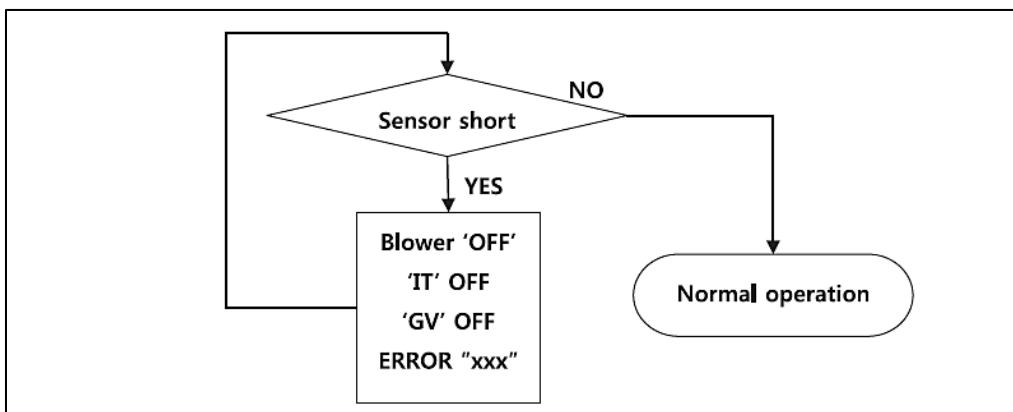 NO
Sensor short
YES
Blower ‘OFF’
‘IT’ OFF
‘GV’ OFF
ERROR ”xxx”
Normal operation